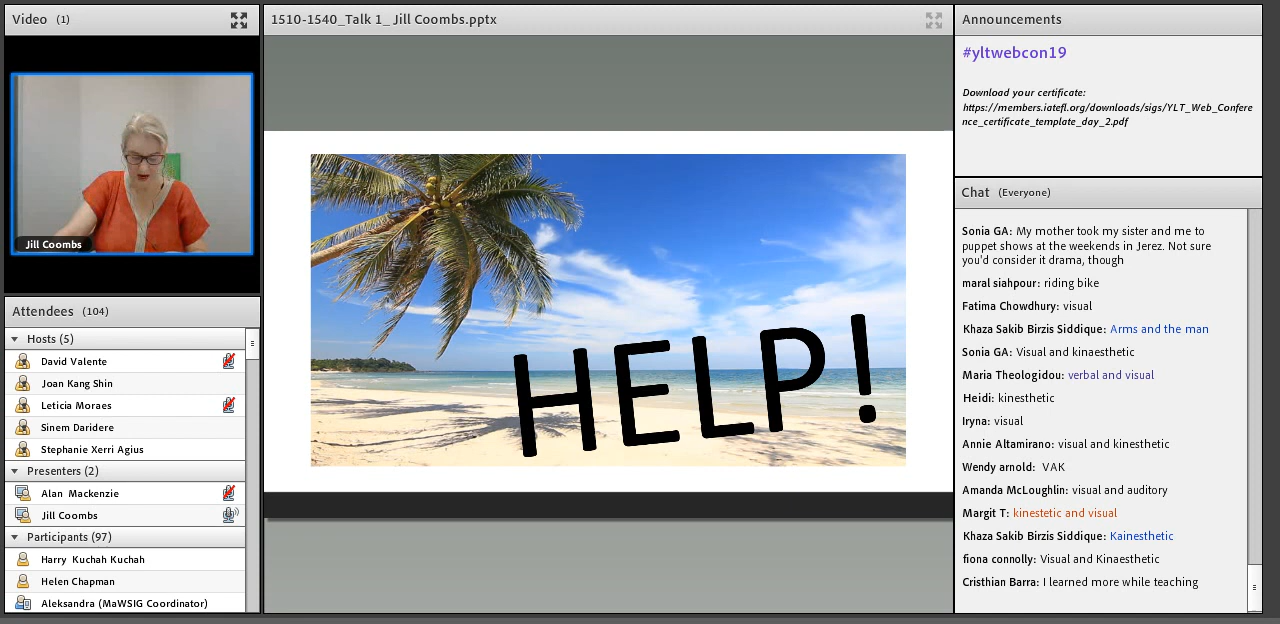 Video (1)
Jill Coombs
Attendees (104)
Hosts (5)
David Valente
Joan Kang Shin
Leticia Moraes
Sinem Daridere
Stephanie Xerri Agius
Presenters (2)
Alan Mackenzie
Jill Coombs
Participants (97)
Harry Kuchah Kuchah
Helen Chapman
Aleksandra (MaWSIG Coordinator)
1510-1540_Talk 1_ Jill Coombs.pptx
HELP!
Announcements
#yltwebcon19
Download your certificate:
https://members.iatefl.org/downloads/sigs/YLT_Web_Confere
nce_certificate_template_day_2.pdf
Chat (Everyone)
Sonia GA: My mother took my sister and me to
puppet shows at the weekends in Jerez. Not sure
you'd consider it drama, though
maral siahpour: riding bike
Fatima Chowdhury: visual
Khaza Sakib Birzis Siddique: Arms and the man
Sonia GA: Visual and kinaesthetic
Maria Theologidou: verbal and visual
Heidi: kinesthetic
Iryna: visual
Annie Altamirano: visual and kinesthetic
Wendy arnold: VAK
Amanda McLoughlin: visual and auditory
Margit T: kinestetic and visual
Khaza Sakib Birzis Siddique: Kainesthetic
fiona connolly: Visual and Kinaesthetic
Cristhian Barra: I learned more while teaching